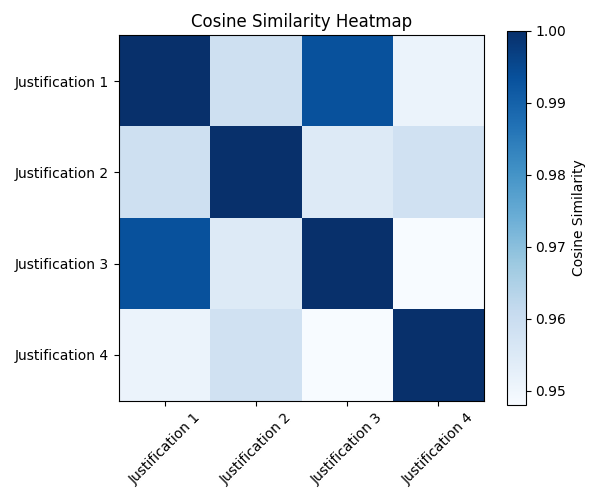 Cosine Similarity Heatmap
Justification 1
Justification 2
Justification 3
Justification 4
Justification 1
Justification 2
Justification 3
Justification 4
1.00
0.99
0.98
0.97
0.96
0.95
Cosine Similarity